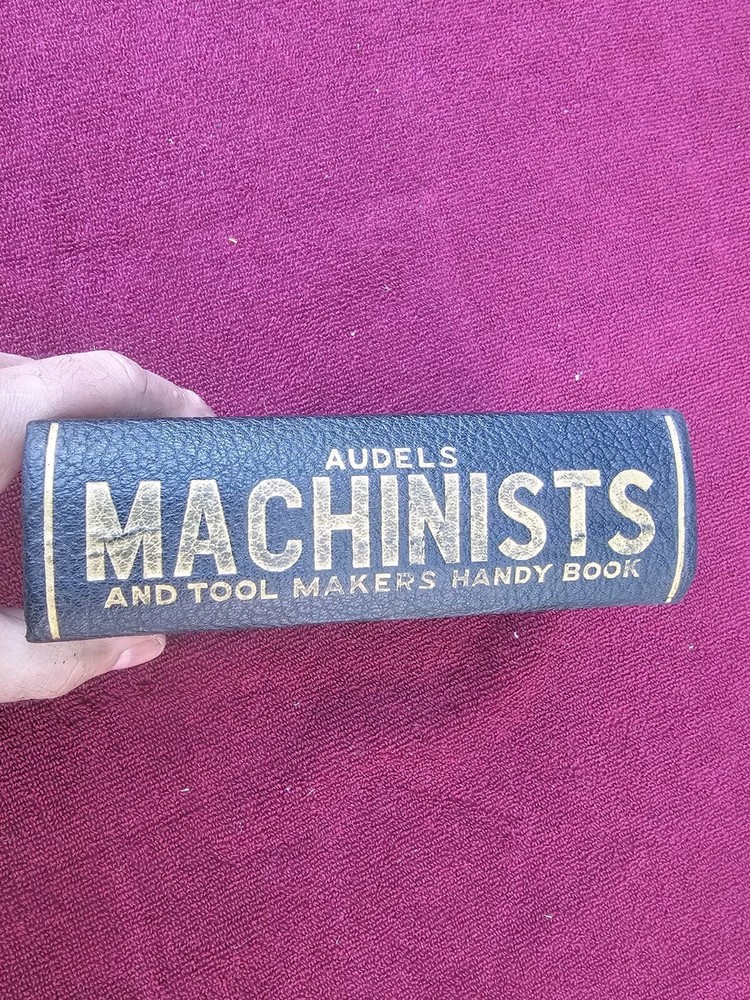 AUDELS
MACHINISTS
AND TOOL MAKERS HANDY BOOK